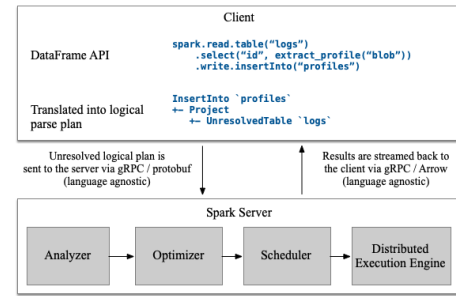 Client
DataFrame API
spark.read.table(“logs”)
.select(“id”, extract_profile(“blob”))
.write.insertInto(“profiles”)
Translated into logical
parse plan
InsertInto `profiles`
+- Project
+- UnresolvedTable `logs`
Unresolved logical plan is
sent to the server via gRPC / protobuf
(language agnostic)
Results are streamed back to
the client via gRPC / Arrow
(language agnostic)
Spark Server
Analyzer
Optimizer
Scheduler
Distributed
Execution Engine